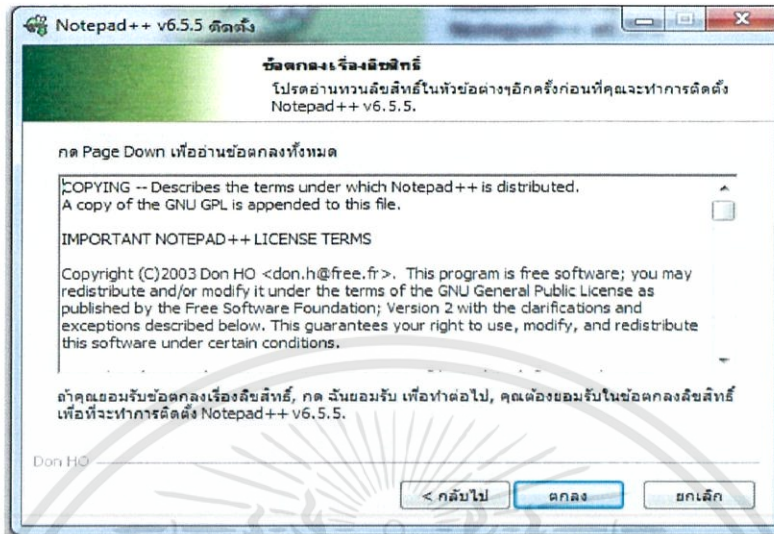 Notepad++ v6.5.5 ติดตั้ง
ข้อตกลงเรื่องลิขสิทธิ์
โปรดอ่านทวนลิขสิทธิ์ในหัวข้อต่างๆอีกครั้งก่อนที่คุณจะทำการติดตั้ง
Notepad++ v6.5.5.
กด Page Down เพื่ออ่านข้อตกลงทั้งหมด
COPYING -- Describes the terms under which Notepad++ is distributed.
A copy of the GNU GPL is appended to this file.
IMPORTANT NOTEPAD++ LICENSE TERMS
Copyright (C)2003 Don HO <don.h@free.fr>. This program is free software; you may
redistribute and/or modify it under the terms of the GNU General Public License as
published by the Free Software Foundation; Version 2 with the clarifications and
exceptions described below. This guarantees your right to use, modify, and redistribute
this software under certain conditions.
ถ้าคุณยอมรับข้อตกลงเรื่องลิขสิทธิ์, กด ฉันยอมรับ เพื่อทำต่อไป, คุณต้องยอมรับในข้อตกลงลิขสิทธิ์
เพื่อที่จะทำการติดตั้ง Notepad++ v6.5.5.
Don HO
< กลับไป ตกลง ยกเลิก